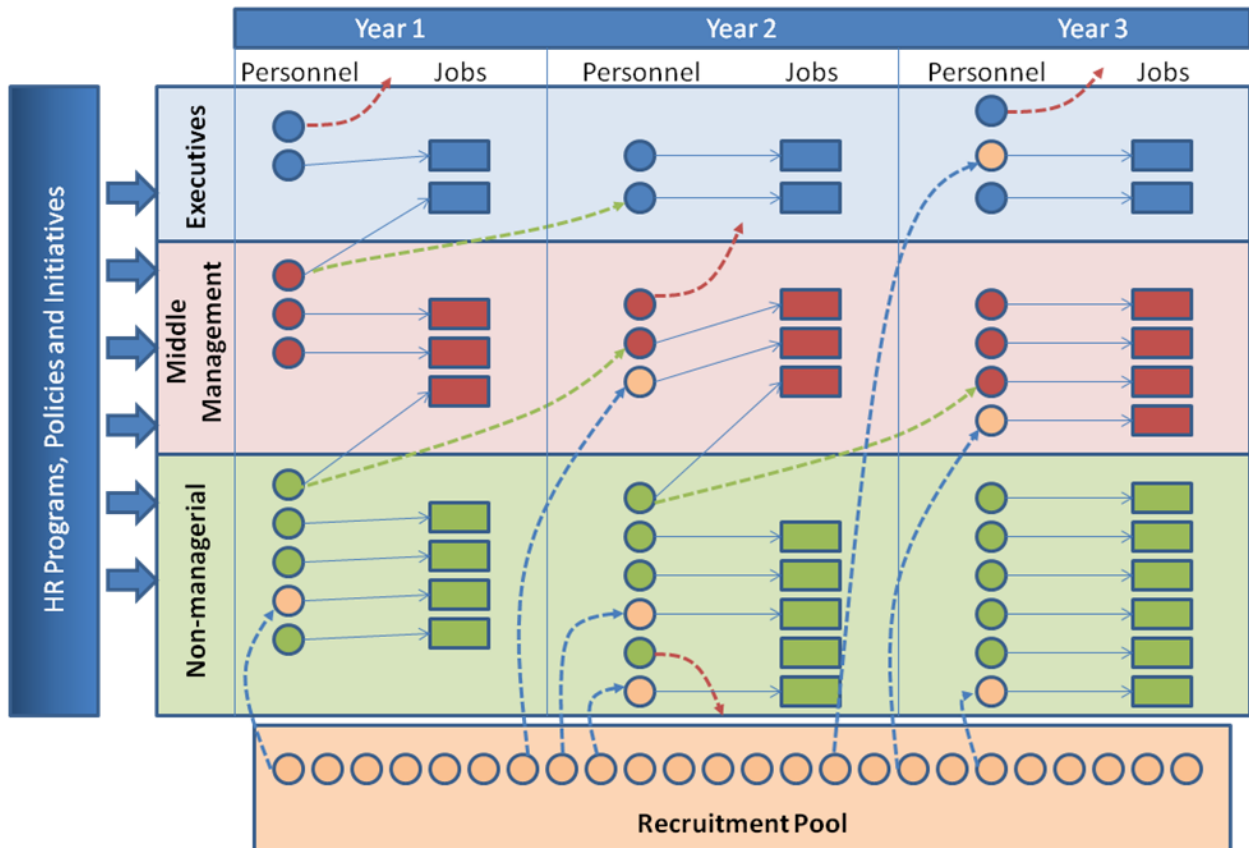 Year 1
Year 2
Year 3
Personnel
Jobs
Personnel
Jobs
Personnel
Jobs
HR Programs, Policies and Initiatives
Executives
Middle
Management
Non-managerial
Recruitment Pool